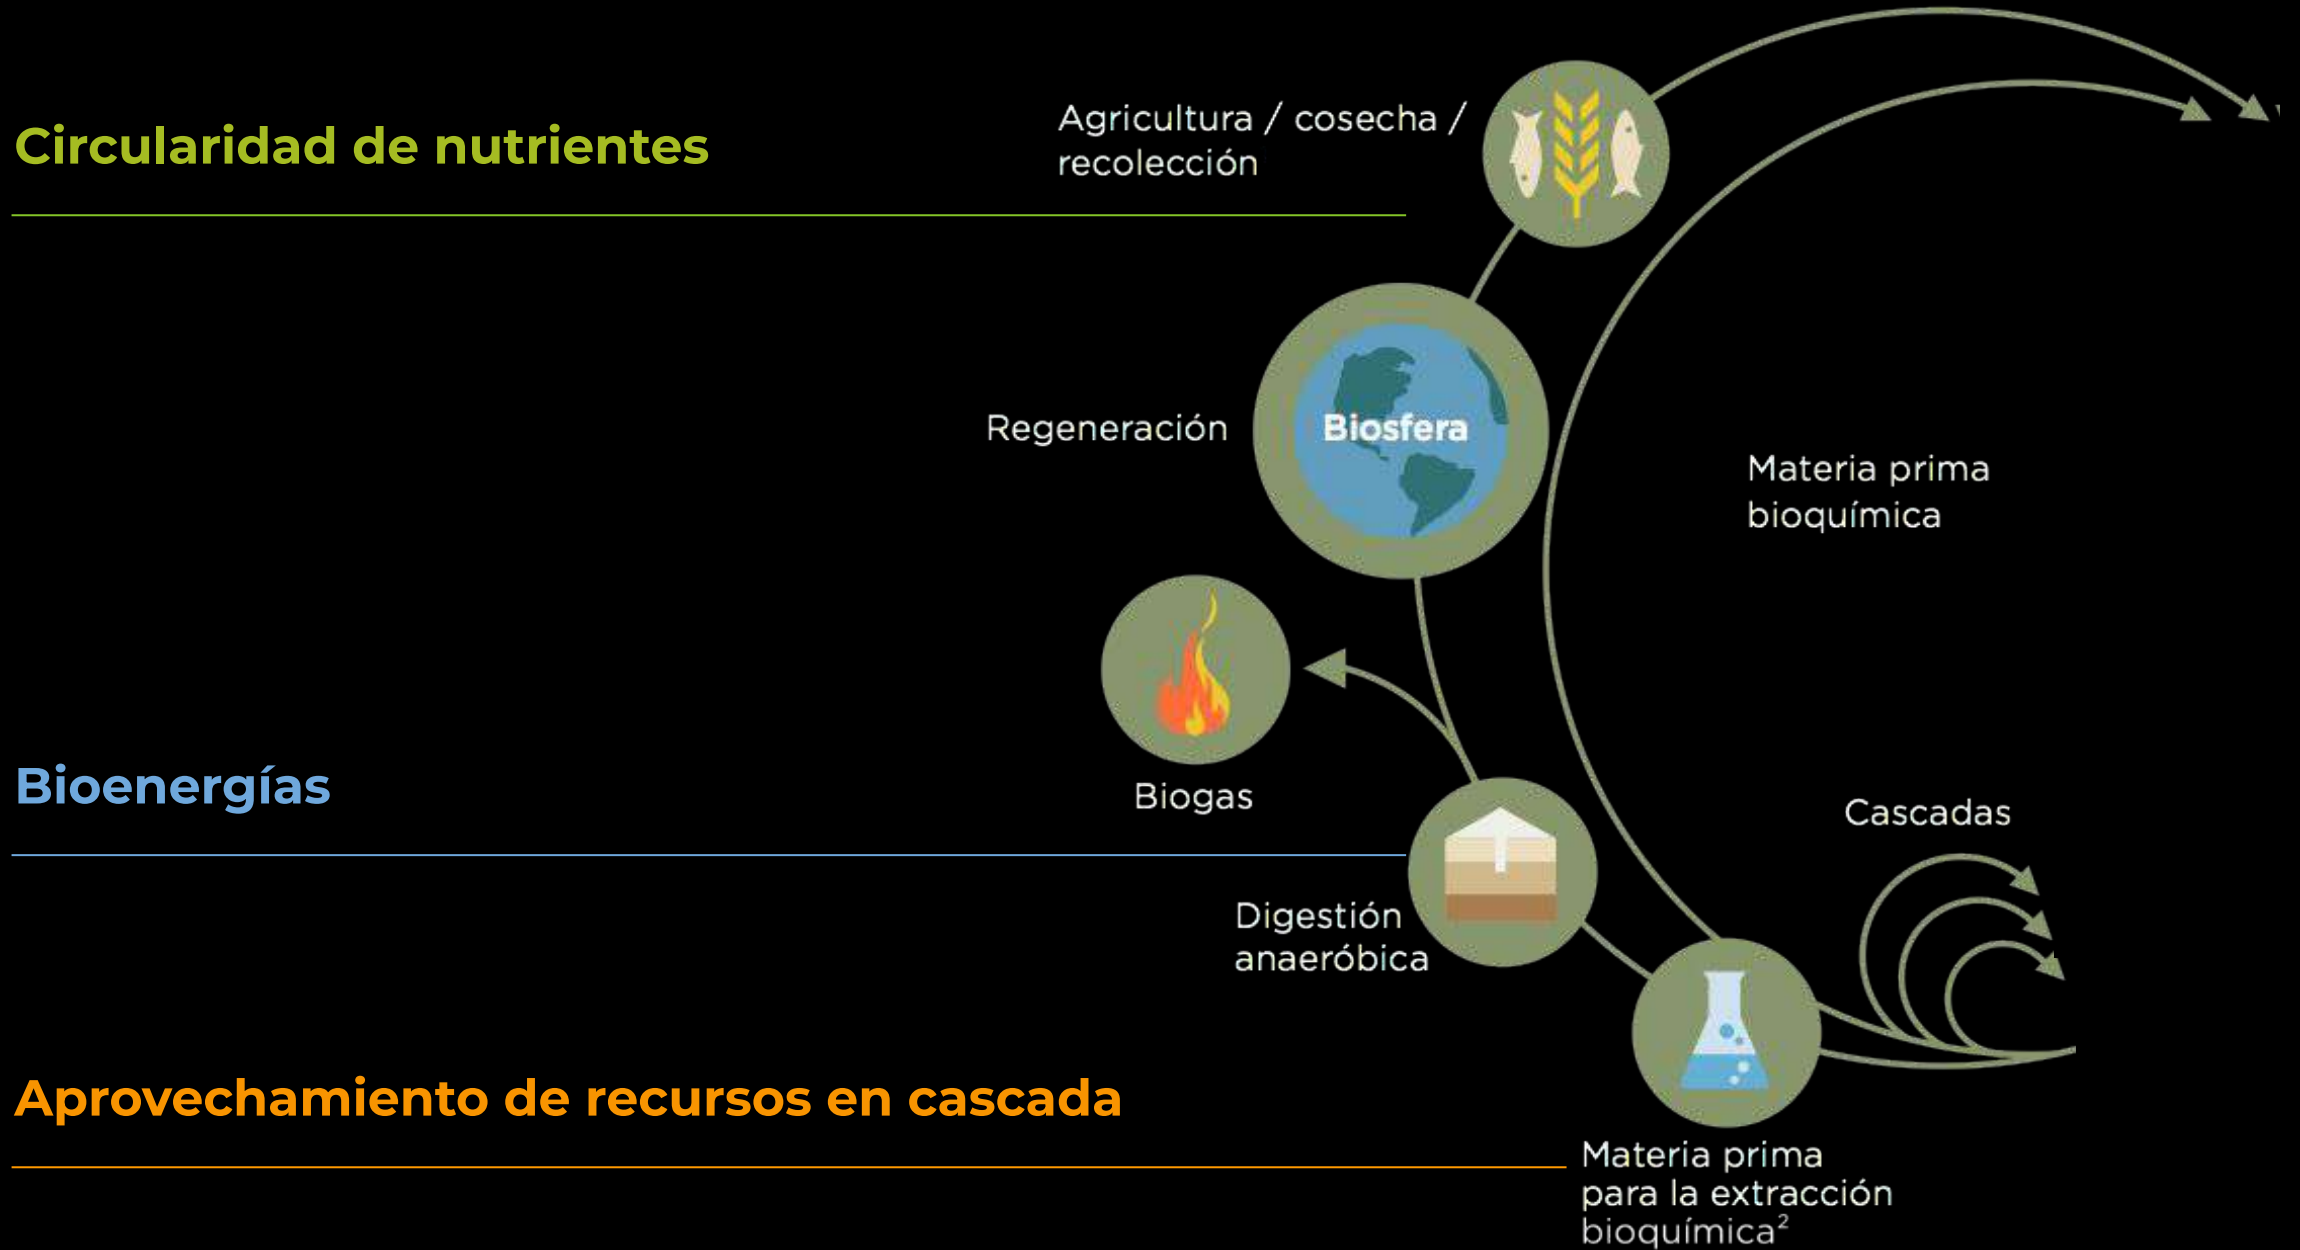 Circularidad de nutrientes
Agricultura / cosecha /
recolección
Regeneración
Biosfera
Materia prima
bioquímica
Biogas
Bioenergías
Cascadas
Digestión
anaeróbica
Aprovechamiento de recursos en cascada
Materia prima
para la extracción
bioquímica²